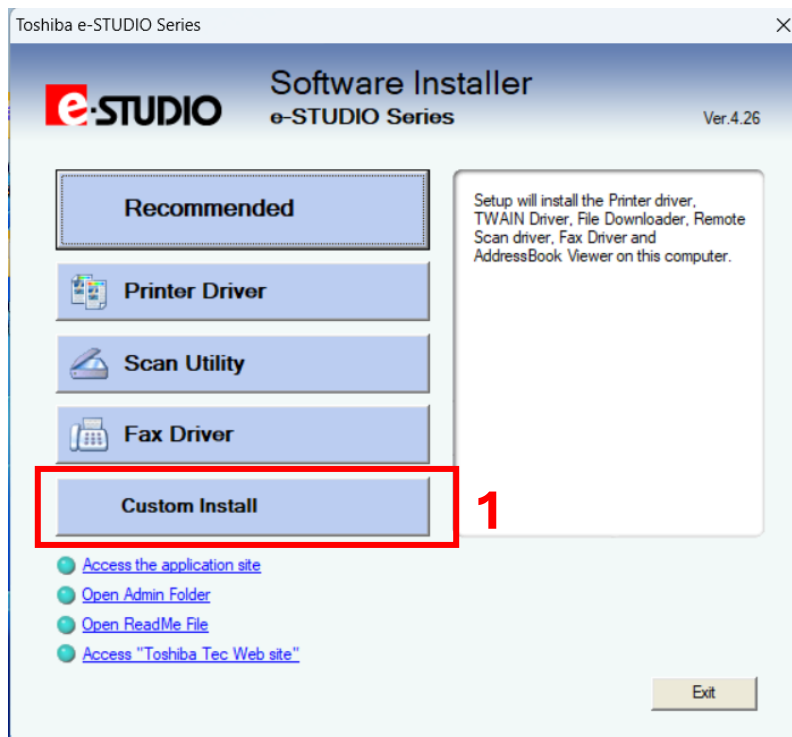 Toshiba e-STUDIO Series
e-STUDIO
Software Installer
e-STUDIO Series
Ver.4.26
Recommended
Setup will install the Printer driver,
TWAIN Driver, File Downloader, Remote
Scan driver, Fax Driver and
AddressBook Viewer on this computer.
Printer Driver
Scan Utility
Fax Driver
Custom Install
1
Access the application site
Open Admin Folder
Open ReadMe File
Access "Toshiba Tec Web site"
Exit